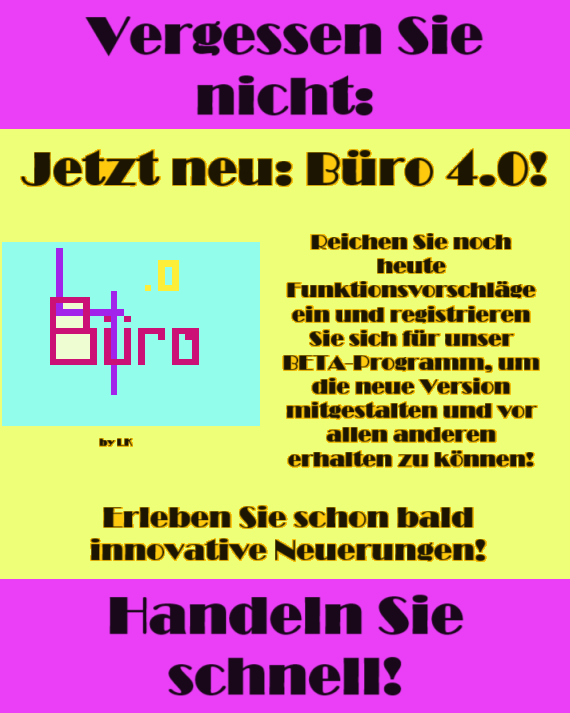 Vergessen Sie
nicht:
Jetzt neu: Büro 4.0!
4.0
Büro
by LK
Reichen Sie noch
heute
Funktionsvorschläge
ein und registrieren
Sie sich für unser
BETA-Programm, um
die neue Version
mitgestalten und vor
allen anderen
erhalten zu können!
Erleben Sie schon bald
innovative Neuerungen!
Handeln Sie
schnell!